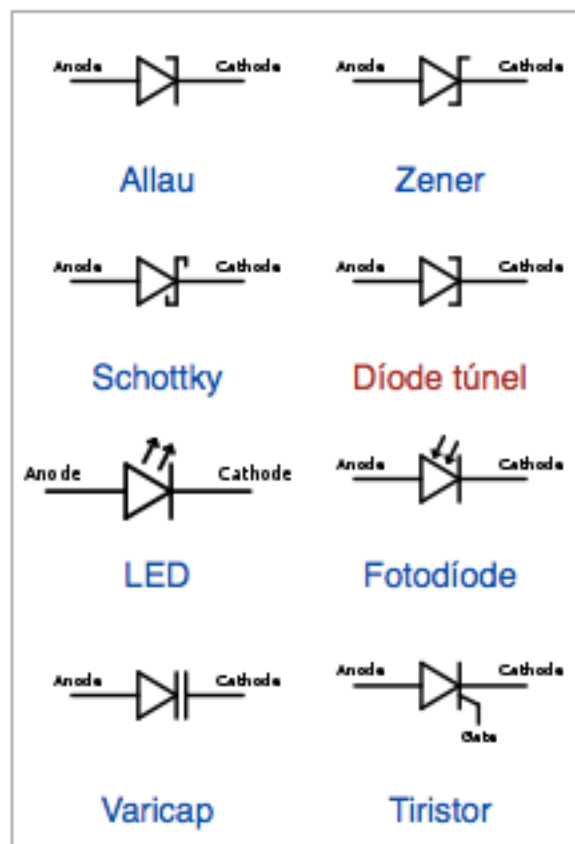 Anode Cathode Anode Cathode
Allau Zener
Anode Cathode Anode Cathode
Schottky Díode túnel
Anode Cathode Anode Cathode
LED Fotodíode
Anode Cathode Anode Cathode
Gate
Varicap Tiristor